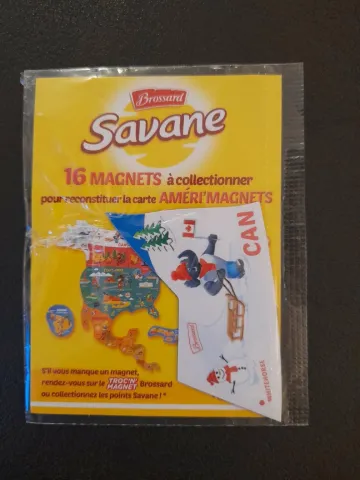 Brossard
Savane
16 MAGNETS à collectionner
pour reconstituer la carte AMÉRI'MAGNETS
CAN
Brossard
S'il vous manque un magnet,
rendez-vous sur le TROC'N' MAGNET Brossard
ou collectionnez les points Savane ! *